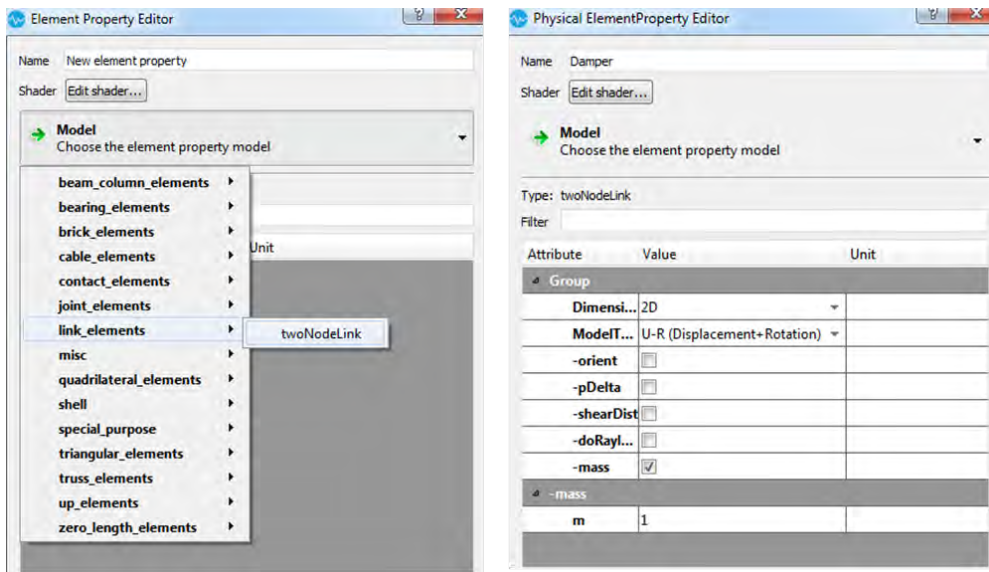 Element Property Editor
Name New element property
Shader Edit shader...
Model
Choose the element property model
beam_column_elements
bearing_elements
brick_elements
cable_elements
Unit
contact_elements
joint_elements
link_elements
twoNodeLink
misc
quadrilateral_elements
shell
special_purpose
triangular_elements
truss_elements
up_elements
zero_length_elements
Physical ElementProperty Editor
Name Damper
Shader Edit shader...
Model
Choose the element property model
Type: twoNodeLink
Filter
Attribute Value Unit
Group
Dimensi... 2D
ModelT... U-R (Displacement+Rotation)
-orient
-pDelta
-shearDist
-doRayl...
-mass
-mass
m 1